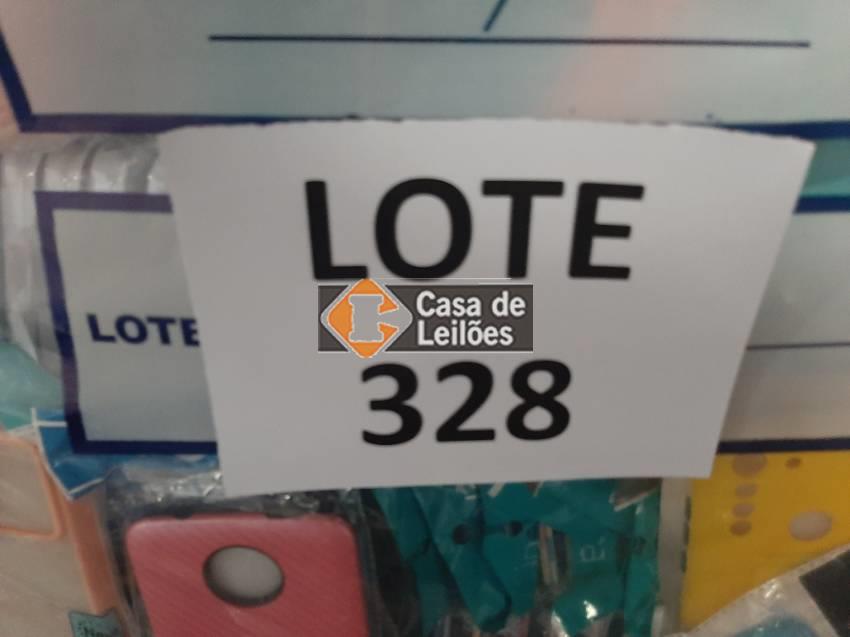 LOTE
LOTE
Casa de
Leilões
328